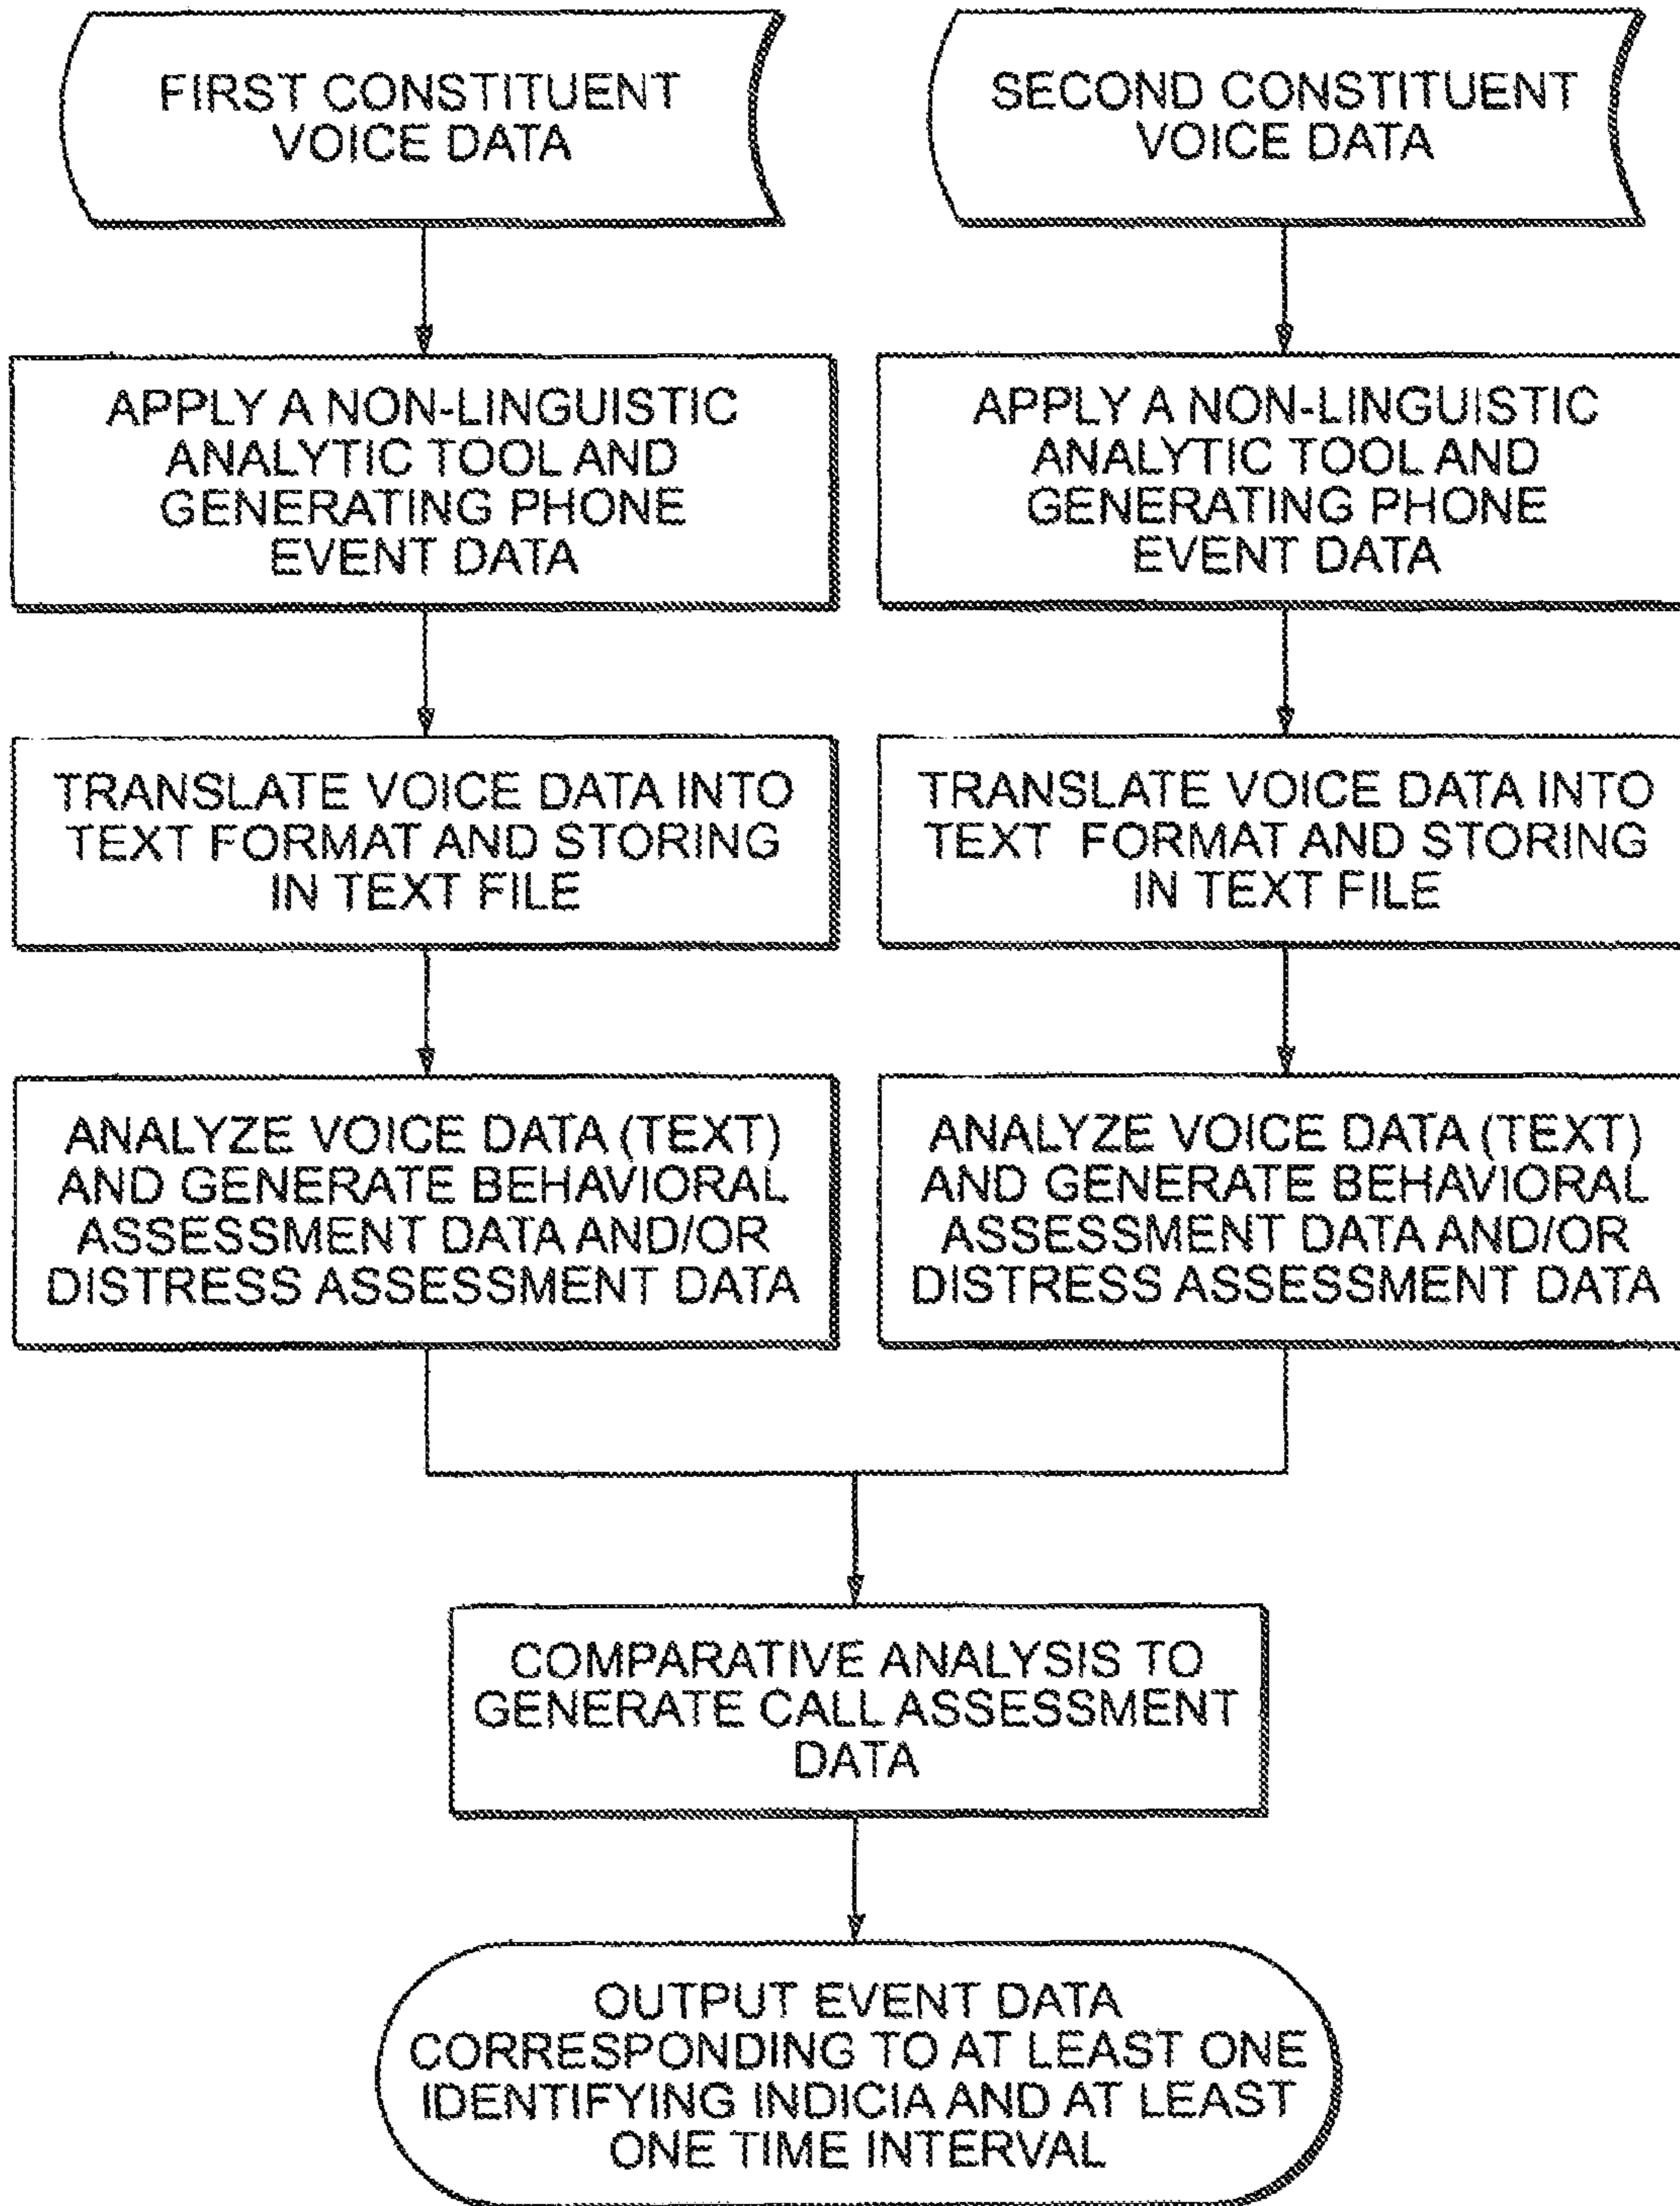 FIRST CONSTITUENT
VOICE DATA
SECOND CONSTITUENT
VOICE DATA
APPLY A NON-LINGUISTIC
ANALYTIC TOOL AND
GENERATING PHONE
EVENT DATA
APPLY A NON-LINGUISTIC
ANALYTIC TOOL AND
GENERATING PHONE
EVENT DATA
TRANSLATE VOICE DATA INTO
TEXT FORMAT AND STORING
IN TEXT FILE
TRANSLATE VOICE DATA INTO
TEXT FORMAT AND STORING
IN TEXT FILE
ANALYZE VOICE DATA (TEXT)
AND GENERATE BEHAVIORAL
ASSESSMENT DATA AND/OR
DISTRESS ASSESSMENT DATA
ANALYZE VOICE DATA (TEXT)
AND GENERATE BEHAVIORAL
ASSESSMENT DATA AND/OR
DISTRESS ASSESSMENT DATA
COMPARATIVE ANALYSIS TO
GENERATE CALL ASSESSMENT
DATA
OUTPUT EVENT DATA
CORRESPONDING TO AT LEAST ONE
IDENTIFYING INDICIA AND AT LEAST
ONE TIME INTERVAL